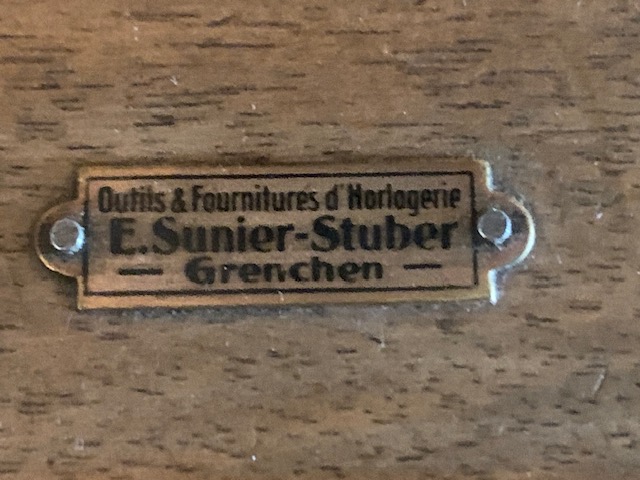 Outils & Fournitures d'Horlogerie
E. Sunier-Stuber
— Grenchen —